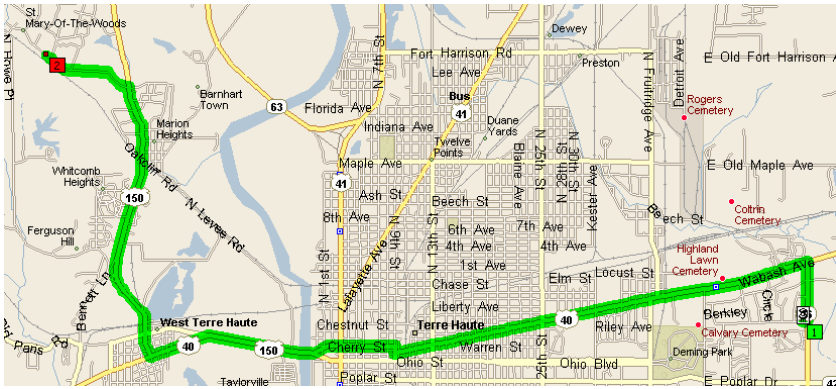 St
Mary-Of-The-Woods
N Howe Pl
2
Barnhart
Town
63
Marion
Heights
Oakcliff Rd
Whitcomb
Heights
150
N Levee Rd
Ferguson
Hill
Bennett Ln
West Terre Haute
40
150
Taylorville
N 7th St
Fort Harrison Rd
Lee Ave
Bus
41
Florida Ave
Indiana Ave
Duane
Yards
Twelve
Points
Maple Ave
41
Ash St
8th Ave
N 9th St
N 13th St
Lafayette Ave
N 1st St
Beech St
6th Ave
4th Ave
7th Ave
4th Ave
1st Ave
Chase St
Liberty Ave
Chestnut St
Terre Haute
Cherry St
Warren St
Ohio St
Ohio Blvd
Poplar St
Dewey
Preston
N Fruitridge Ave
Detroit Ave
E Old Fort Harrison
Rogers
Cemetery
Blaine Ave
N 25th St
N 28th St
N 30th St
Kester Ave
E Old Maple Ave
Beech St
Coltrin
Cemetery
Highland
Lawn
Cemetery
Elm St
Locust St
Wabash Ave
40
Riley Ave
Berkley
Circle
1
Calvary Cemetery
25th St
Deming Park
E Poplar Dr
42